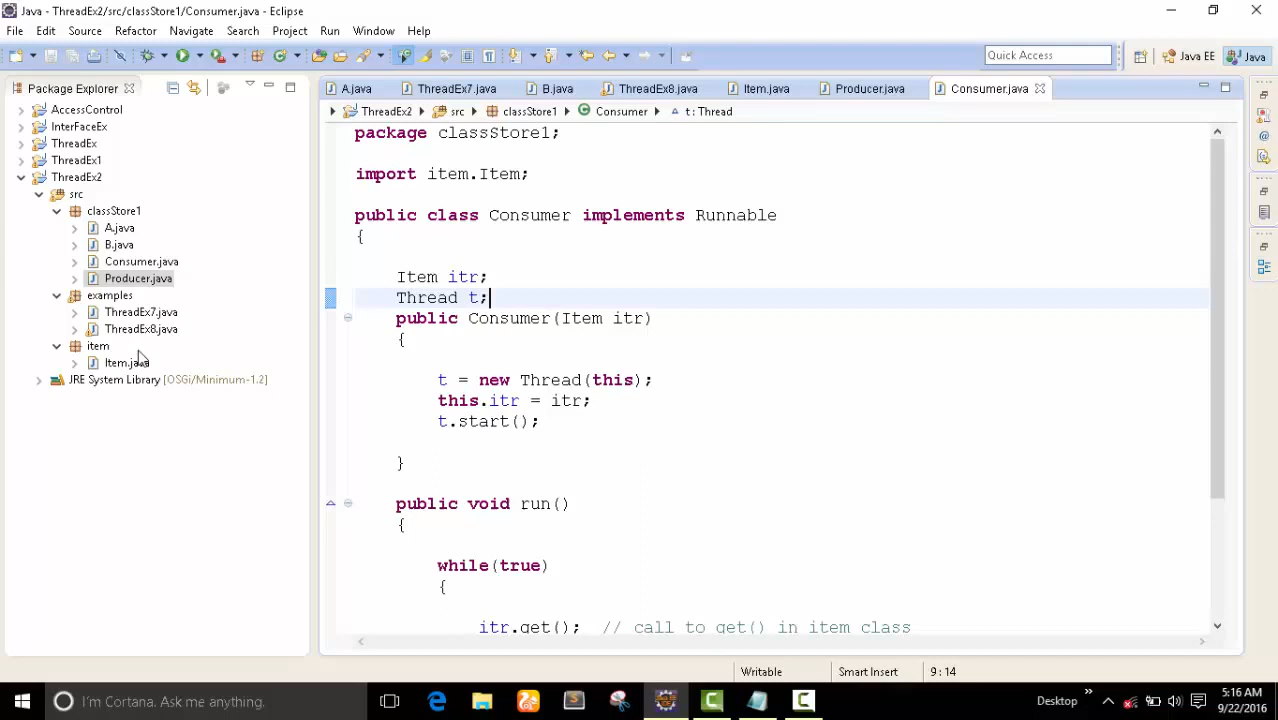 Java - ThreadEx2/src/classStore1/Consumer.java - Eclipse
File Edit Source Refactor Navigate Search Project Run Window Help
Quick Access
Java EE
Java
Package Explorer
AccessControl
InterFaceEx
ThreadEx
ThreadEx1
ThreadEx2
src
classStore1
A.java
B.java
Consumer.java
Producer.java
examples
ThreadEx7.java
ThreadEx8.java
item
Item.java
JRE System Library [OSGi/Minimum-1.2]
A.java ThreadEx7.java B.java ThreadEx8.java Item.java Producer.java Consumer.java
ThreadEx2 src classStore1 Consumer t : Thread
package classStore1;
import item.Item;
public class Consumer implements Runnable
{
Item itr;
Thread t;
public Consumer(Item itr)
{
t = new Thread(this);
this.itr = itr;
t.start();
}
public void run()
{
while(true)
{
itr.get(); // call to get() in item class
Writable Smart Insert 9 : 14
I'm Cortana. Ask me anything.
Desktop
5:16 AM
9/22/2016